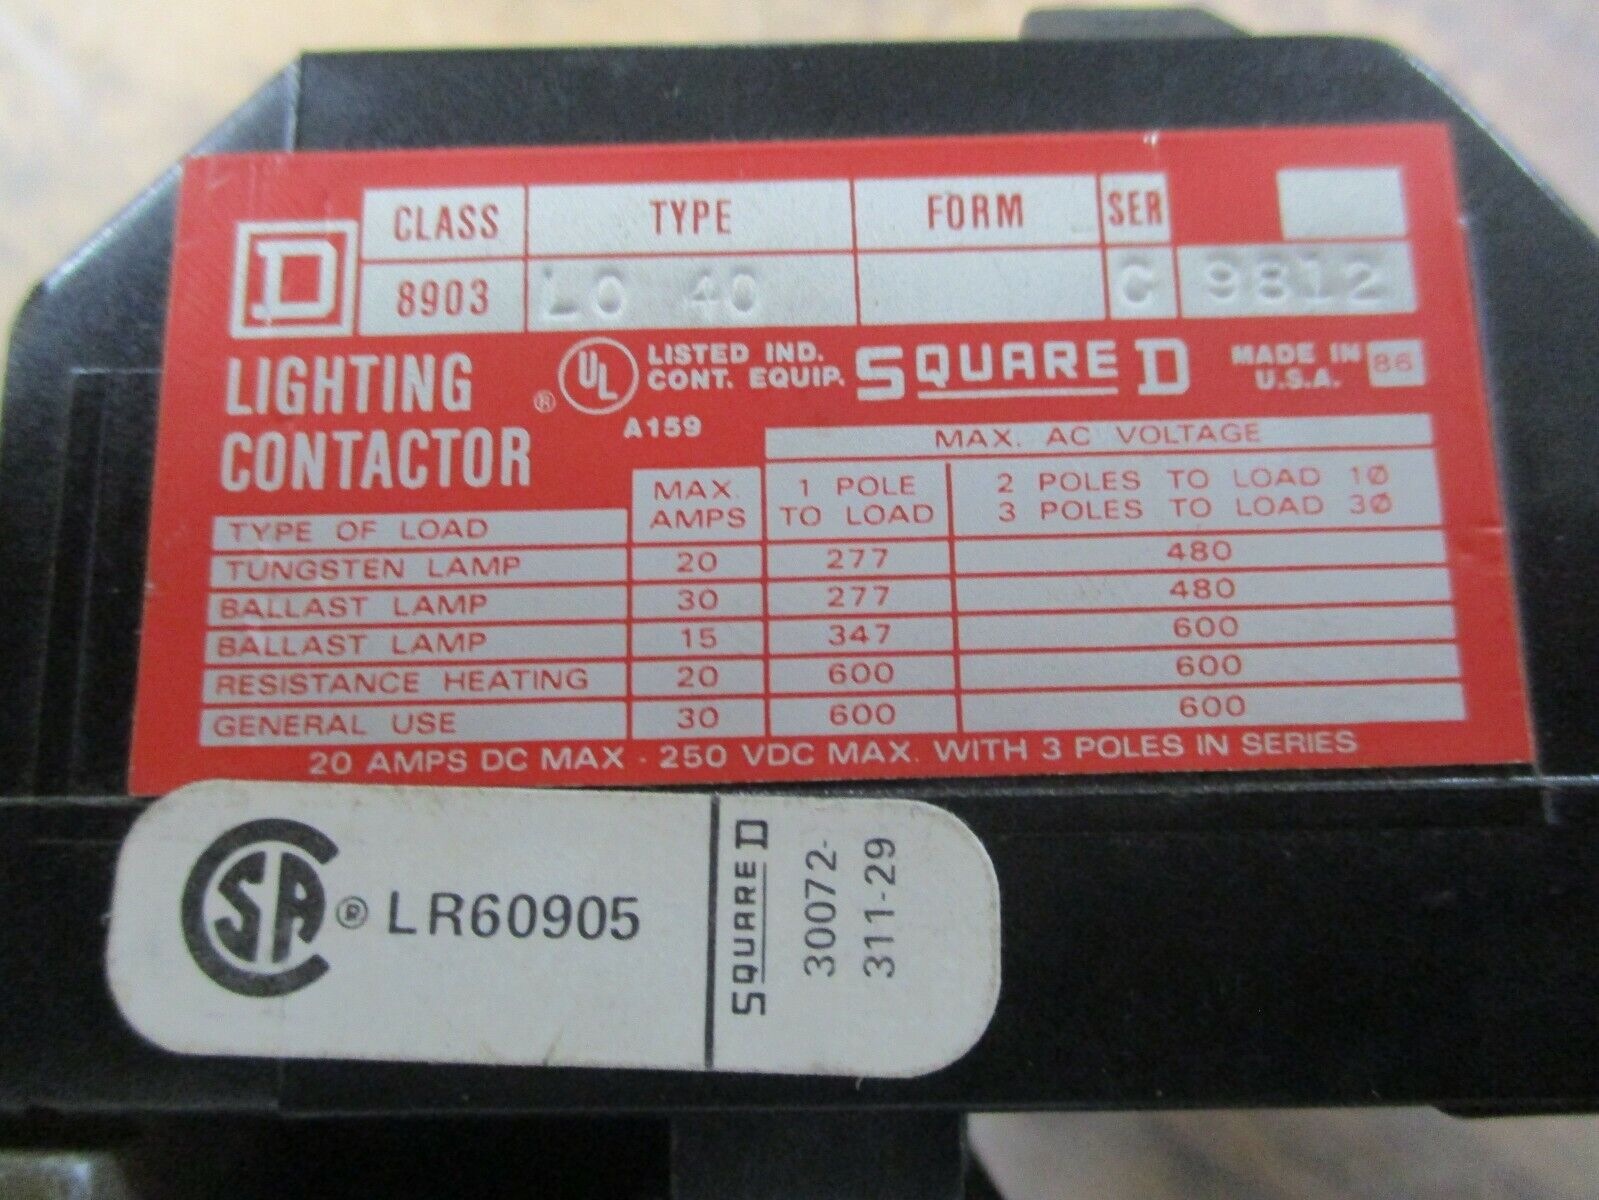 CLASS TYPE FORM SER
D 8903 LO 40 C 9812
LIGHTING CONTACTOR
® UL LISTED IND. CONT. EQUIP.
A159
SQUARE D
MADE IN U.S.A. 86
MAX. AC VOLTAGE
TYPE OF LOAD MAX. AMPS 1 POLE TO LOAD 2 POLES TO LOAD 1Ø 3 POLES TO LOAD 3Ø
TUNGSTEN LAMP 20 277 480
BALLAST LAMP 30 277 480
BALLAST LAMP 15 347 600
RESISTANCE HEATING 20 600 600
GENERAL USE 30 600 600
20 AMPS DC MAX - 250 VDC MAX. WITH 3 POLES IN SERIES
CSA ® LR60905
SQUARE D
30072-
311-29